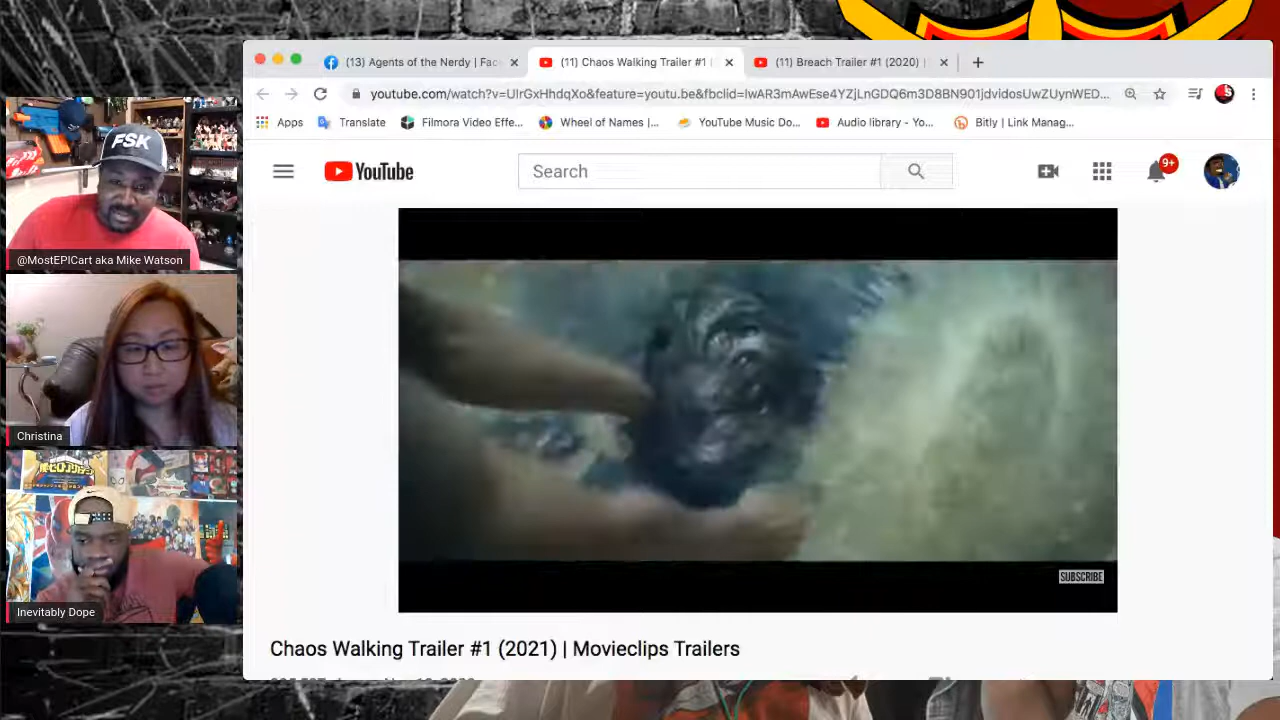 (13) Agents of the Nerdy | Fac
(11) Chaos Walking Trailer #1
(11) Breach Trailer #1 (2020)
youtube.com/watch?v=UIrGxHhdqXo&feature=youtu.be&fbclid=IwAR3mAwEse4YZjLnGDQ6m3D8BN901jdvidosUwZUynWED...
Apps
Translate
Filmora Video Effe...
Wheel of Names |...
YouTube Music Do...
Audio library - Yo...
Bitly | Link Manag...
YouTube
Search
9+
FSK
@MostEPICart aka Mike Watson
Christina
Inevitably Dope
SUBSCRIBE
Chaos Walking Trailer #1 (2021) | Movieclips Trailers